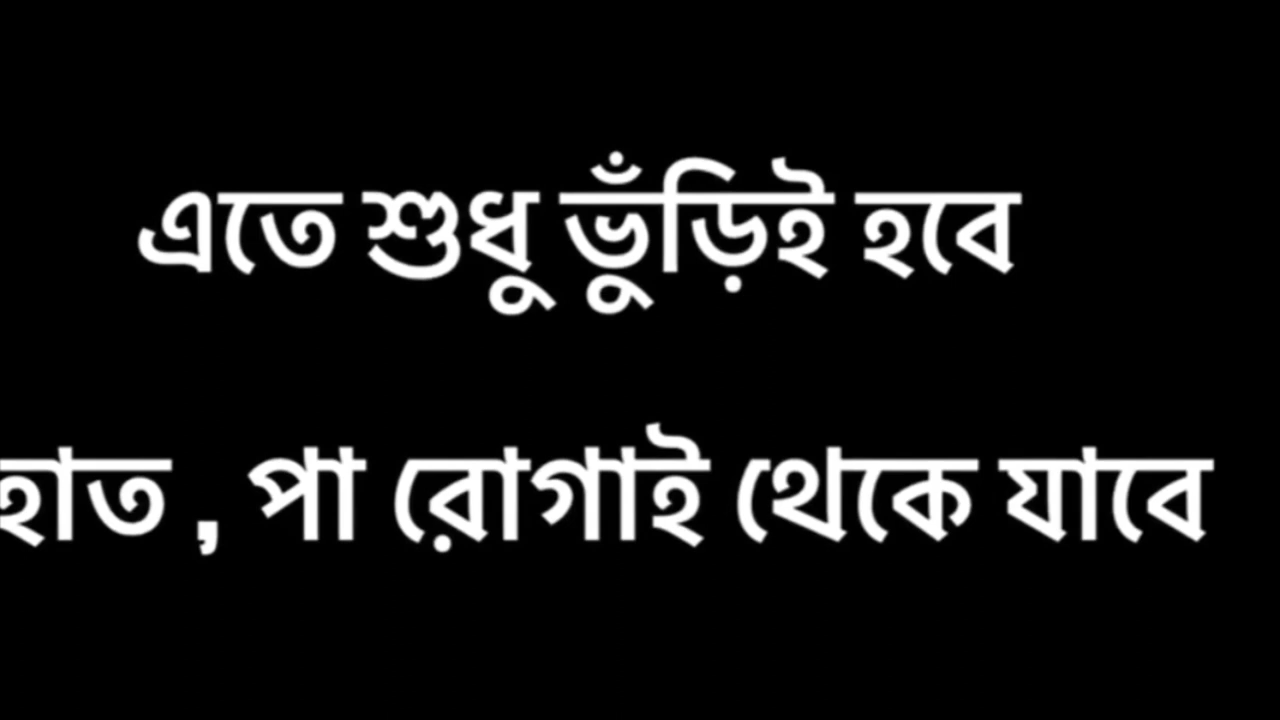 এতে শুধু ভুঁড়িই হবে
হাত , পা রোগাই থেকে যাবে